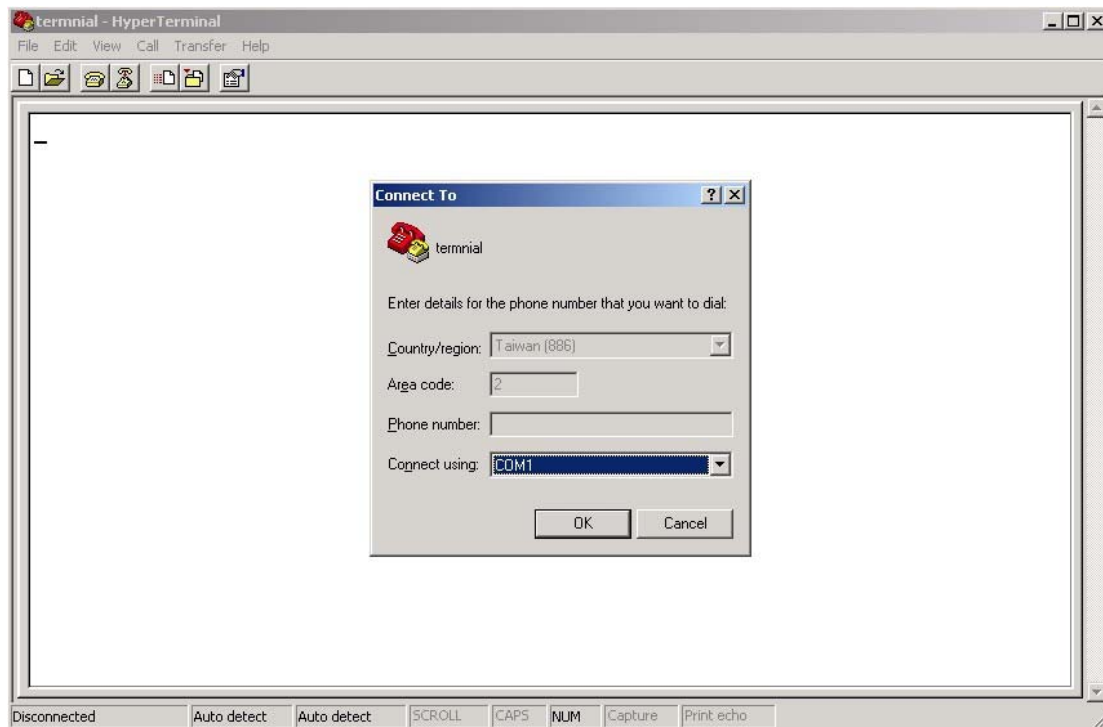 termnial - HyperTerminal
File Edit View Call Transfer Help
Connect To
termnial
Enter details for the phone number that you want to dial:
Country/region: Taiwan (886)
Area code: 2
Phone number:
Connect using: COM1
OK Cancel
Disconnected Auto detect Auto detect SCROLL CAPS NUM Capture Print echo